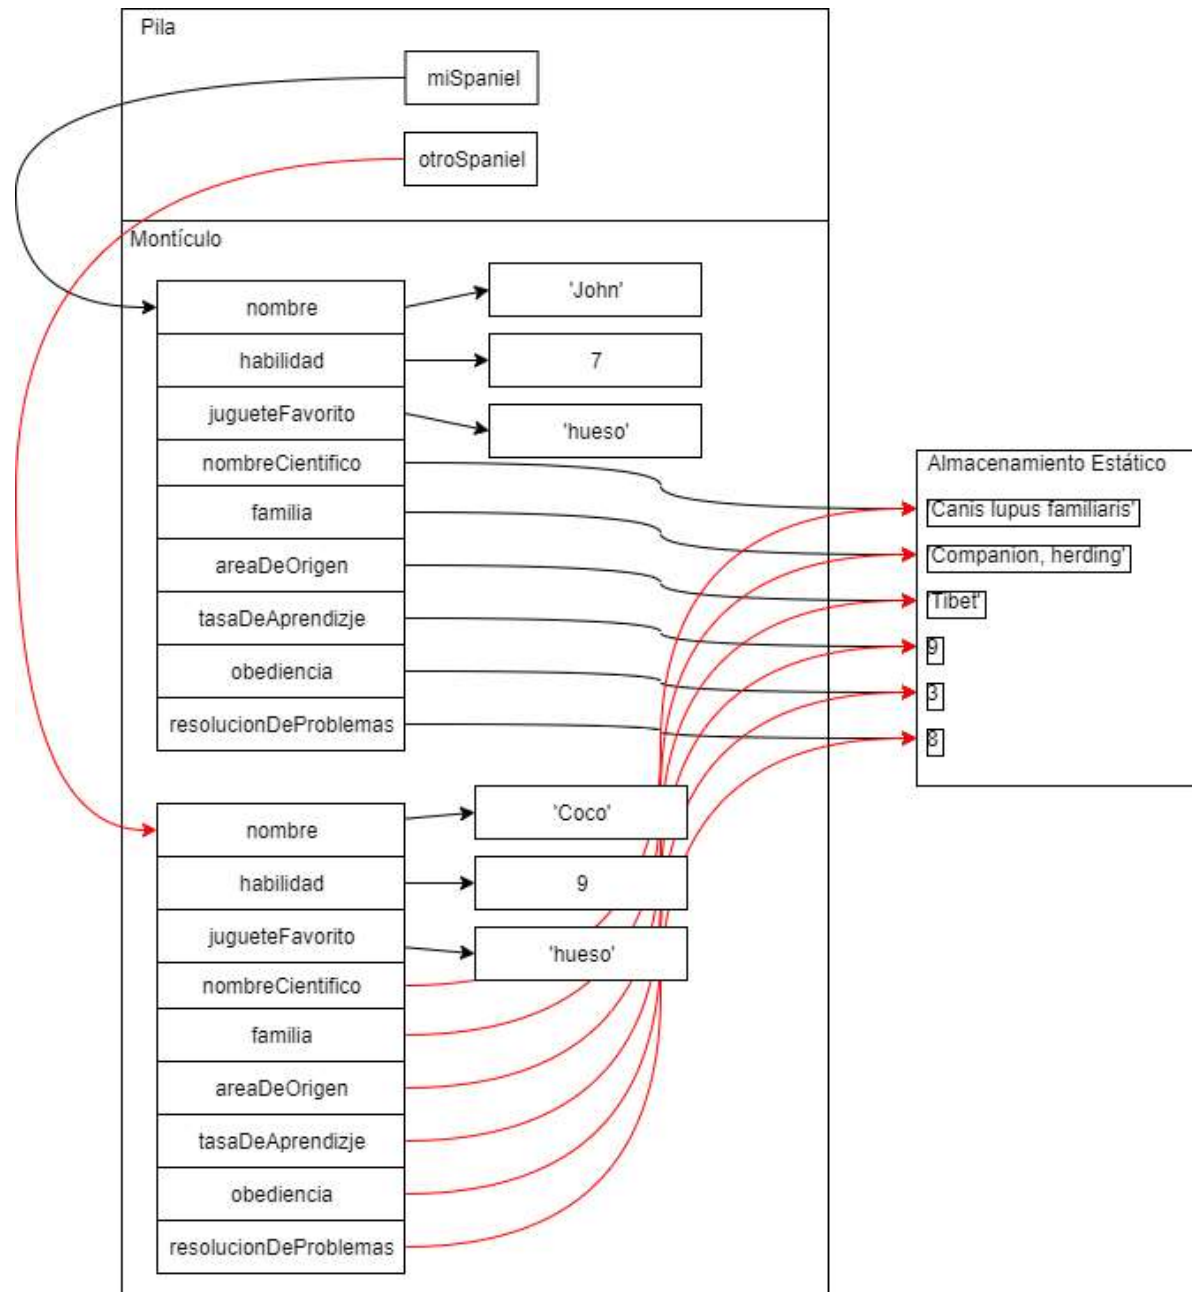 Pila
miSpaniel
otroSpaniel
Montículo
nombre
'John'
habilidad
7
jugueteFavorito
'hueso'
nombreCientifico
familia
areaDeOrigen
tasaDeAprendizje
obediencia
resolucionDeProblemas
Almacenamiento Estático
'Canis lupus familiaris'
'Companion, herding'
'Tibet'
9
3
8
nombre
'Coco'
habilidad
9
jugueteFavorito
'hueso'
nombreCientifico
familia
areaDeOrigen
tasaDeAprendizje
obediencia
resolucionDeProblemas